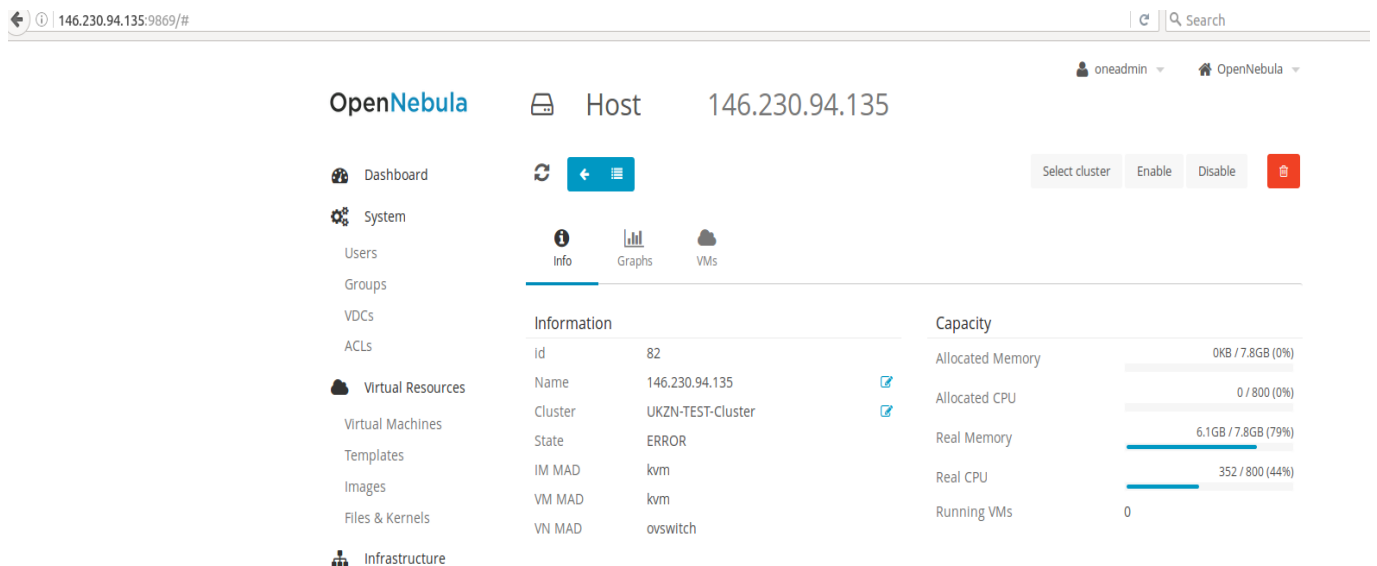 146.230.94.135:9869/#
Search
oneadmin
OpenNebula
OpenNebula
Host 146.230.94.135
Dashboard
System
Users
Groups
VDCs
ACLs
Virtual Resources
Virtual Machines
Templates
Images
Files & Kernels
Infrastructure
Select cluster
Enable
Disable
Info
Graphs
VMs
Information
id 82
Name 146.230.94.135
Cluster UKZN-TEST-Cluster
State ERROR
IM MAD kvm
VM MAD kvm
VN MAD ovswitch
Capacity
Allocated Memory 0KB / 7.8GB (0%)
Allocated CPU 0 / 800 (0%)
Real Memory 6.1GB / 7.8GB (79%)
Real CPU 352 / 800 (44%)
Running VMs 0